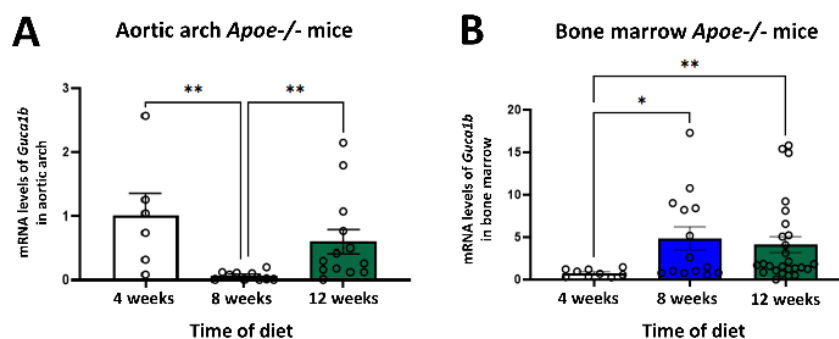 A
Aortic arch Apoe-/- mice
mRNA levels of Guca1b
in aortic arch
3
2
1
0
**
**
4 weeks
8 weeks
12 weeks
Time of diet
B
Bone marrow Apoe-/- mice
mRNA levels of Guca1b
in bone marrow
20
15
10
5
0
**
*
4 weeks
8 weeks
12 weeks
Time of diet